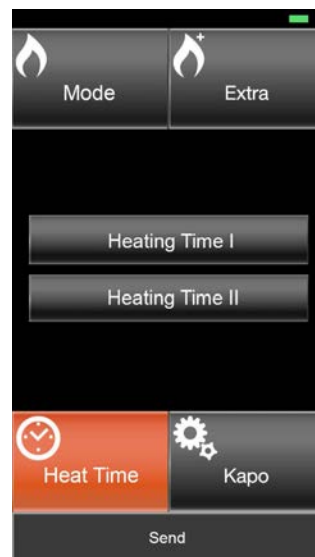 Mode
Extra
Heating Time I
Heating Time II
Heat Time
Kapo
Send